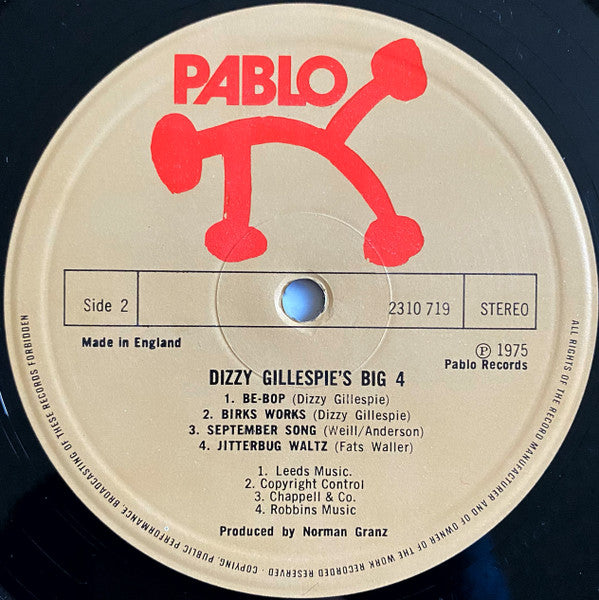 PABLO
Side 2
2310 719
STEREO
Made in England
℗ 1975
Pablo Records
DIZZY GILLESPIE'S BIG 4
1. BE-BOP (Dizzy Gillespie)
2. BIRKS WORKS (Dizzy Gillespie)
3. SEPTEMBER SONG (Weill/Anderson)
4. JITTERBUG WALTZ (Fats Waller)
1. Leeds Music.
2. Copyright Control
3. Chappell & Co.
4. Robbins Music
Produced by Norman Granz
ALL RIGHTS OF THE RECORD MANUFACTURER AND OF OWNER OF THE WORK RECORDED RESERVED · COPYING, PUBLIC PERFORMANCE, BROADCASTING OF THESE RECORDS FORBIDDEN